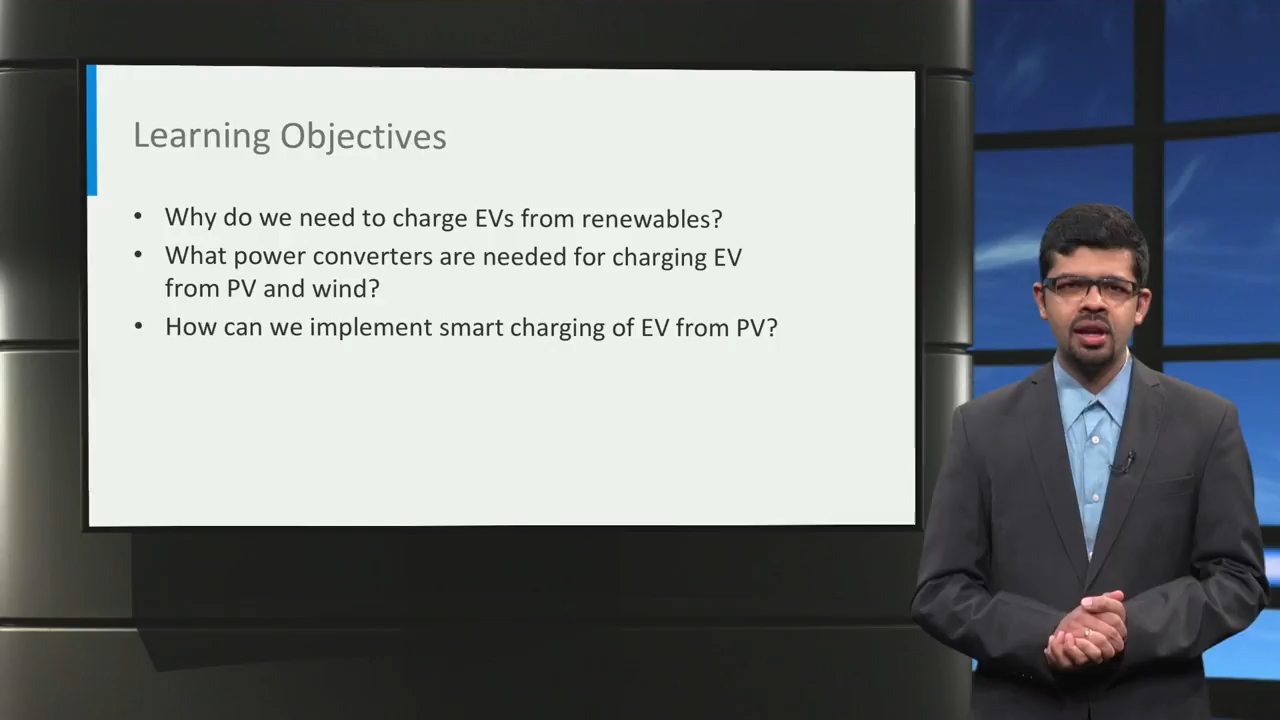 Learning Objectives
• Why do we need to charge EVs from renewables?
• What power converters are needed for charging EV
from PV and wind?
• How can we implement smart charging of EV from PV?